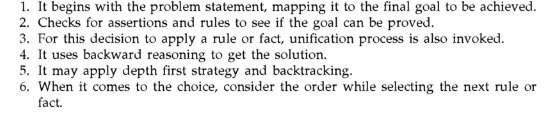 1. It begins with the problem statement, mapping it to the final goal to be achieved.
2. Checks for assertions and rules to see if the goal can be proved.
3. For this decision to apply a rule or fact, unification process is also invoked.
4. It uses backward reasoning to get the solution.
5. It may apply depth first strategy and backtracking.
6. When it comes to the choice, consider the order while selecting the next rule or
fact.